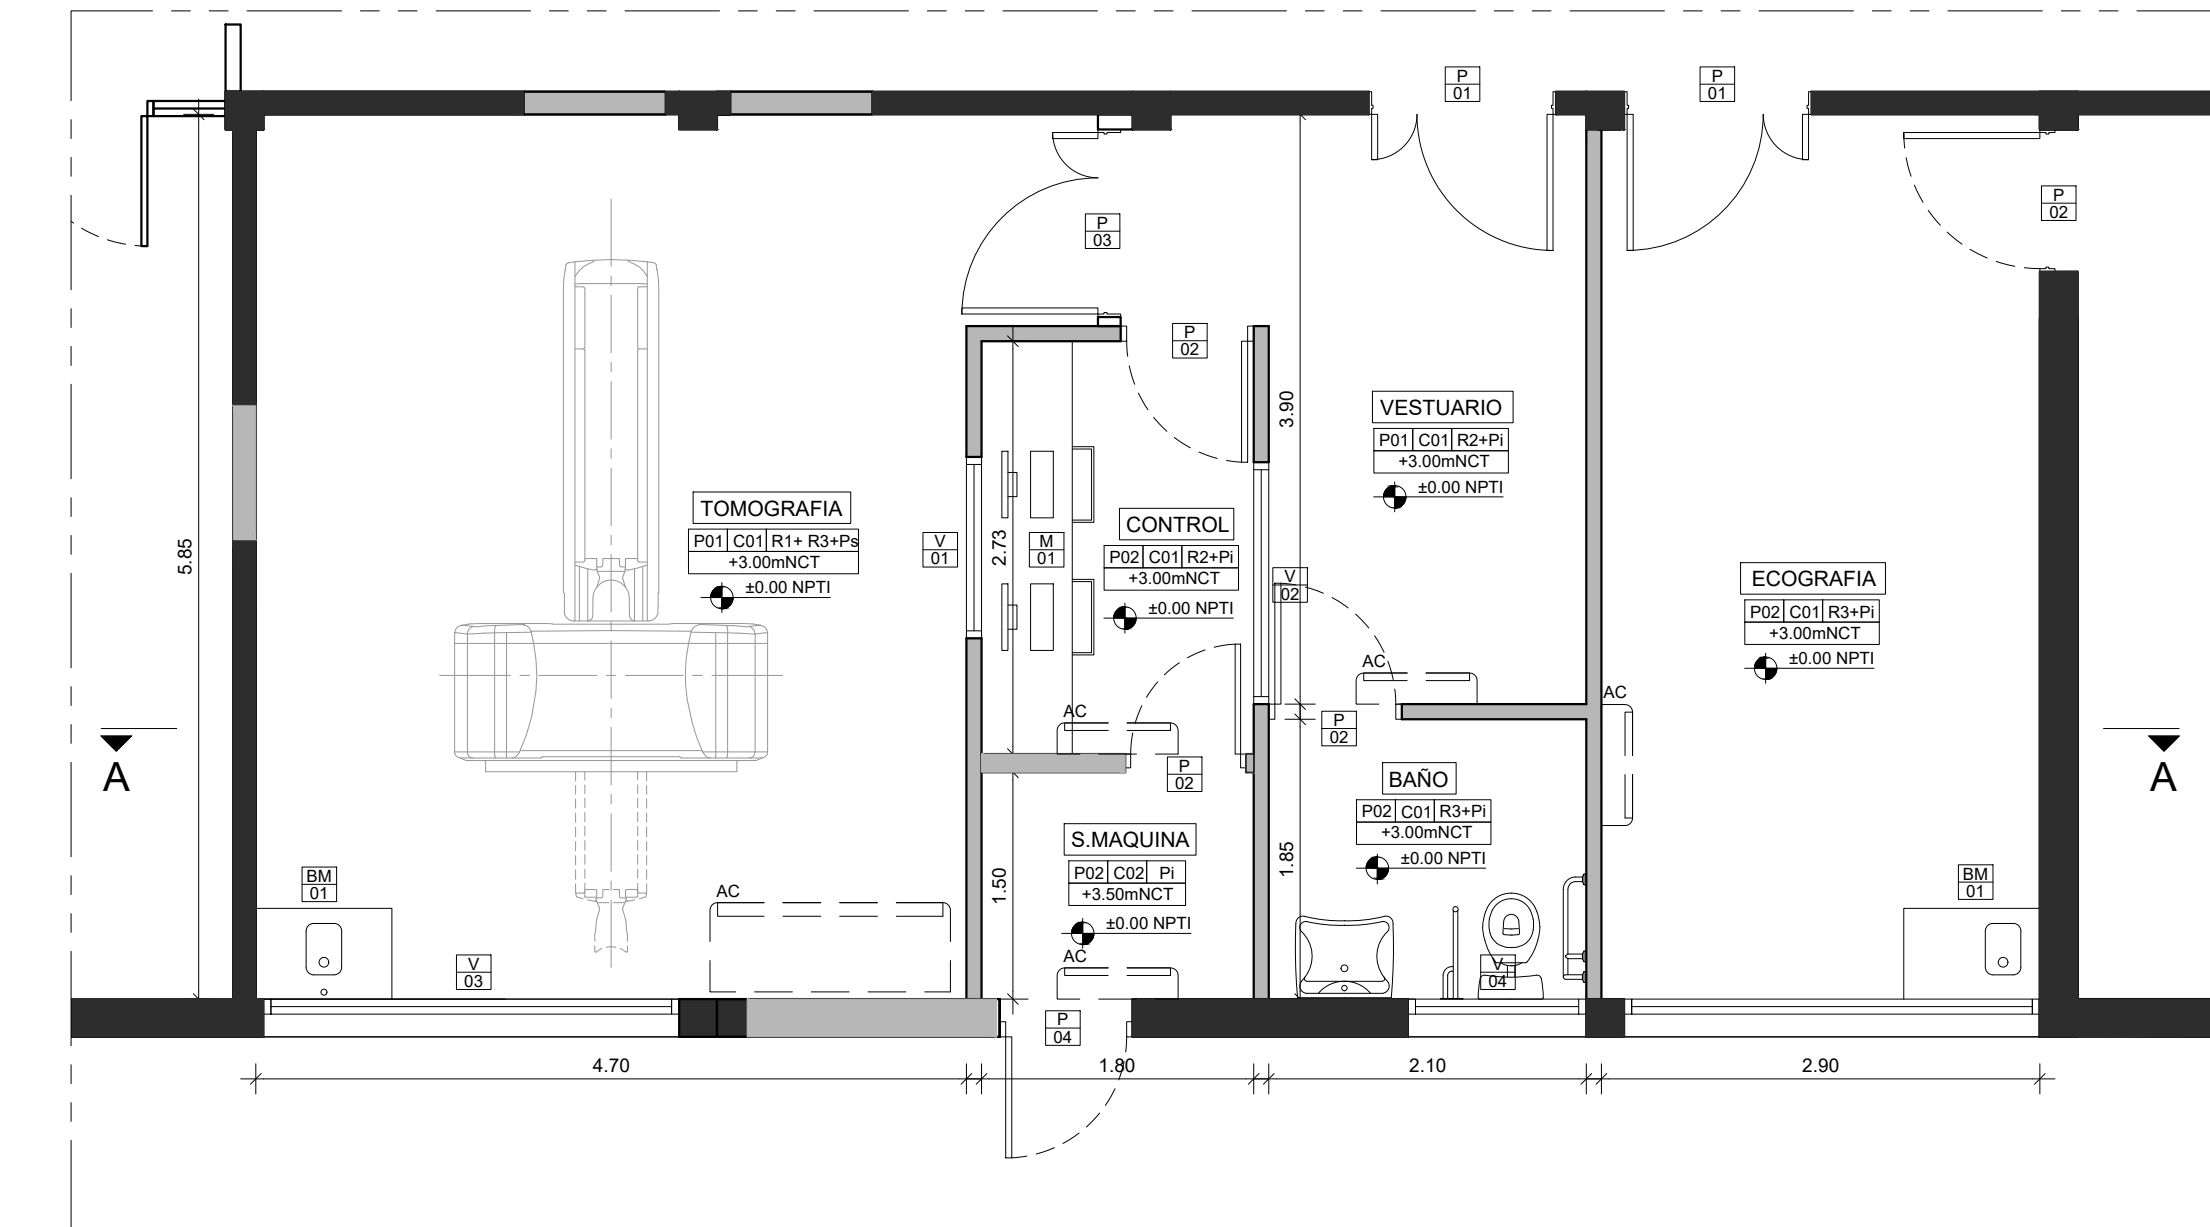 P
01
P
01
P
02
P
03
P
02
VESTUARIO
P01 C01 R2+Pi
+3.00mNCT
±0.00 NPTI
3.90
TOMOGRAFIA
P01 C01 R1+ R3+Ps
+3.00mNCT
±0.00 NPTI
5.85
V
01
2.73
M
01
CONTROL
P02 C01 R2+Pi
+3.00mNCT
±0.00 NPTI
V
02
ECOGRAFIA
P02 C01 R3+Pi
+3.00mNCT
±0.00 NPTI
AC
AC
AC
P
02
A
P
02
BAÑO
P02 C01 R3+Pi
+3.00mNCT
±0.00 NPTI
A
S.MAQUINA
P02 C02 Pi
+3.50mNCT
±0.00 NPTI
1.50
1.85
BM
01
AC
BM
01
V
03
AC
V
04
P
04
4.70
1.80
2.10
2.90